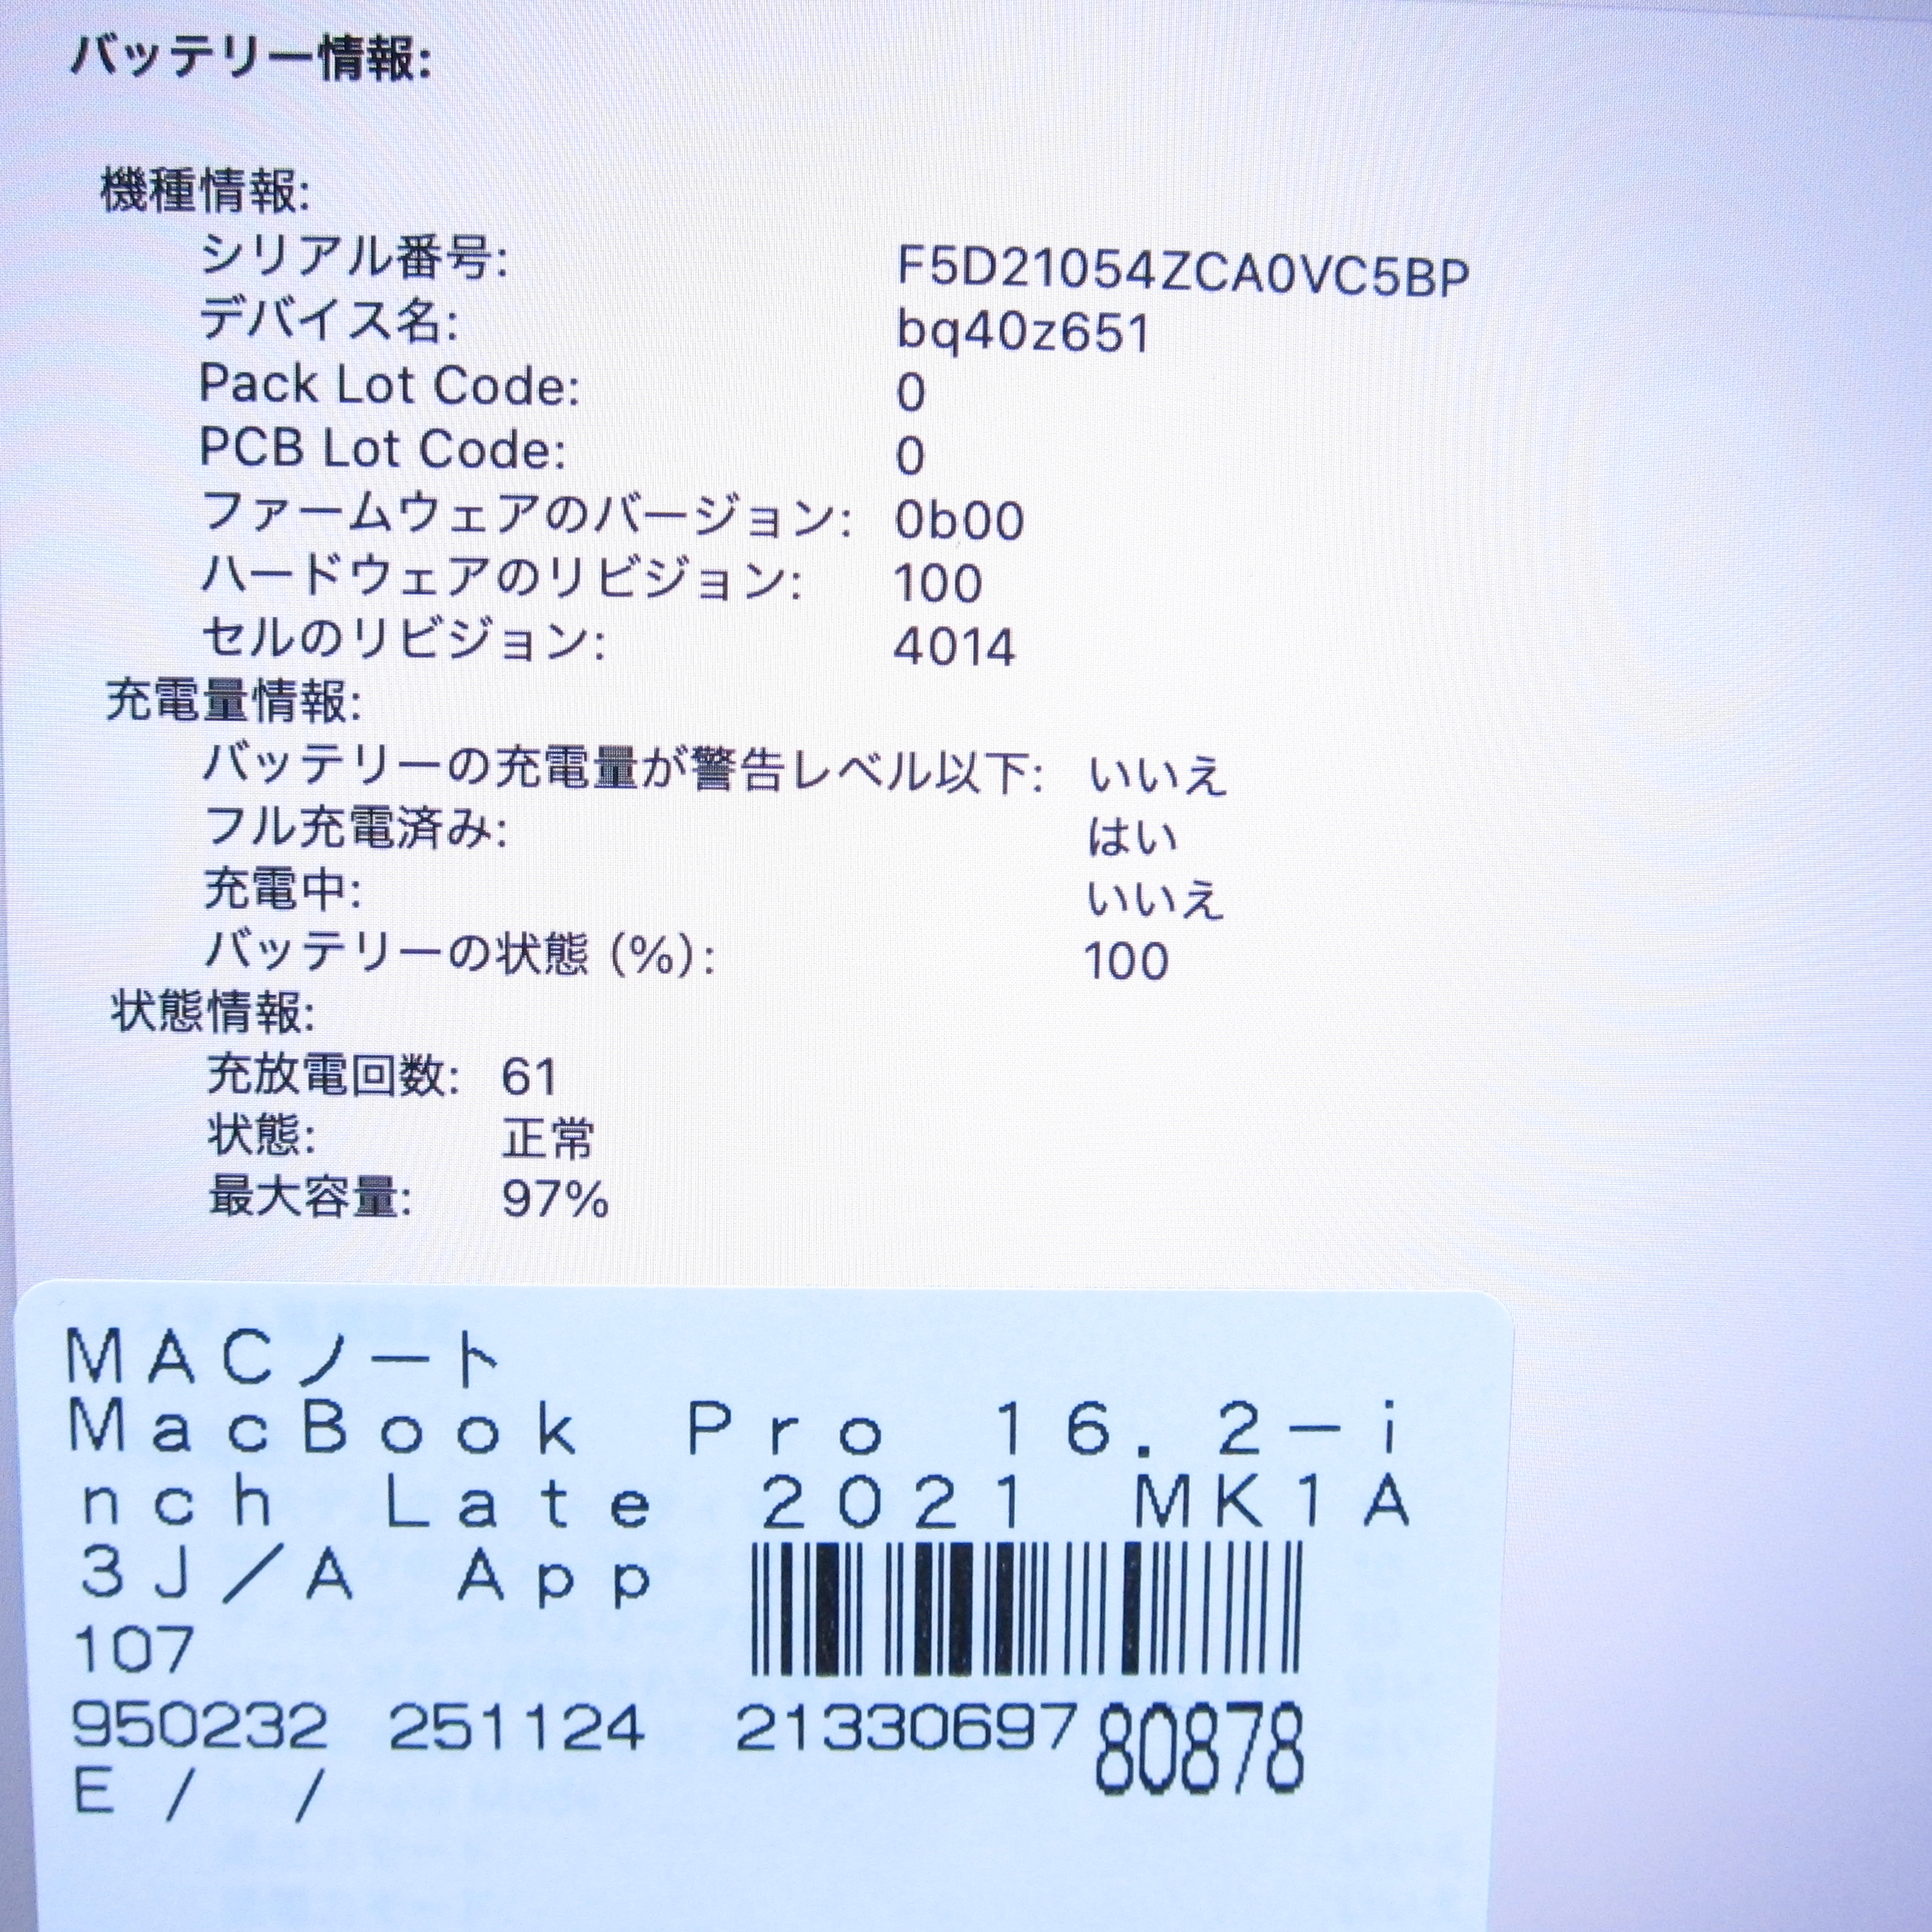 バッテリー情報:
機種情報:
シリアル番号: F5D21054ZCA0VC5BP
デバイス名: bq40z651
Pack Lot Code: 0
PCB Lot Code: 0
ファームウェアのバージョン: 0b00
ハードウェアのリビジョン: 100
セルのリビジョン: 4014
充電量情報:
バッテリーの充電量が警告レベル以下: いいえ
フル充電済み: はい
充電中: いいえ
バッテリーの状態 (%): 100
状態情報:
充放電回数: 61
状態: 正常
最大容量: 97%
MACノート
MacBook Pro 16.2-i
nch Late 2021 MK1A
3J/A App
107
950232 251124 21330697 80878
E / /